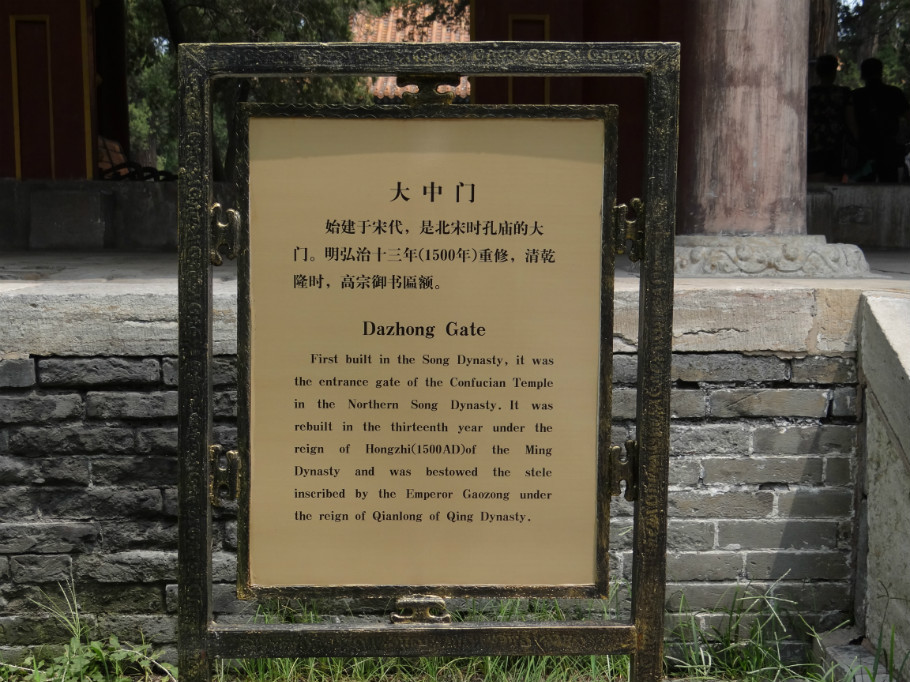 大中门
始建于宋代，是北宋时孔庙的大
门。明弘治十三年(1500年)重修，清乾
隆时，高宗御书匾额。
Dazhong Gate
First built in the Song Dynasty, it was
the entrance gate of the Confucian Temple
in the Northern Song Dynasty. It was
rebuilt in the thirteenth year under the
reign of Hongzhi(1500AD)of the Ming
Dynasty and was bestowed the stele
inscribed by the Emperor Gaozong under
the reign of Qianlong of Qing Dynasty.